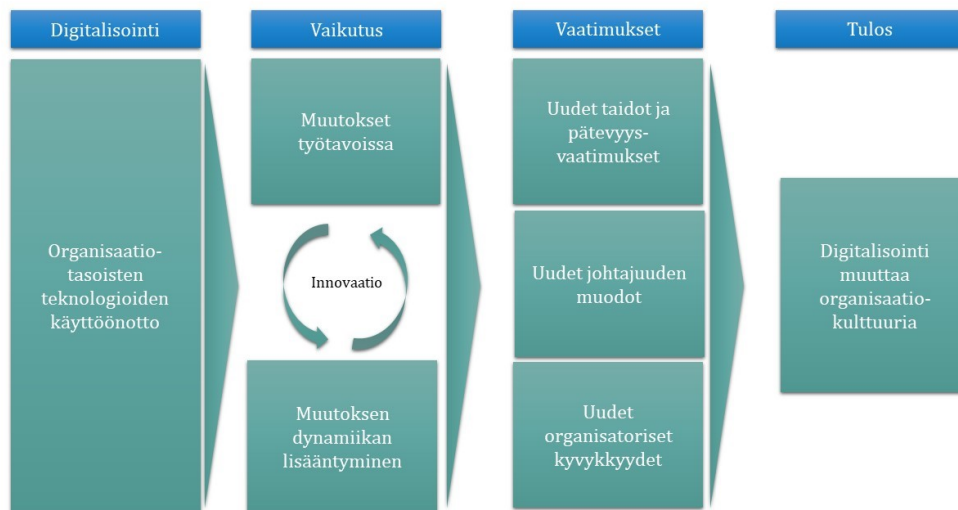 Digitalisointi
Vaikutus
Vaatimukset
Tulos
Organisaatio-
tasoisten
teknologioiden
käyttöönotto
Muutokset
työtavoissa
Innovaatio
Muutoksen
dynamiikan
lisääntyminen
Uudet taidot ja
pätevyys-
vaatimukset
Uudet johtajuuden
muodot
Uudet
organisatoriset
kyvykkyydet
Digitalisointi
muuttaa
organisaatio-
kulttuuria